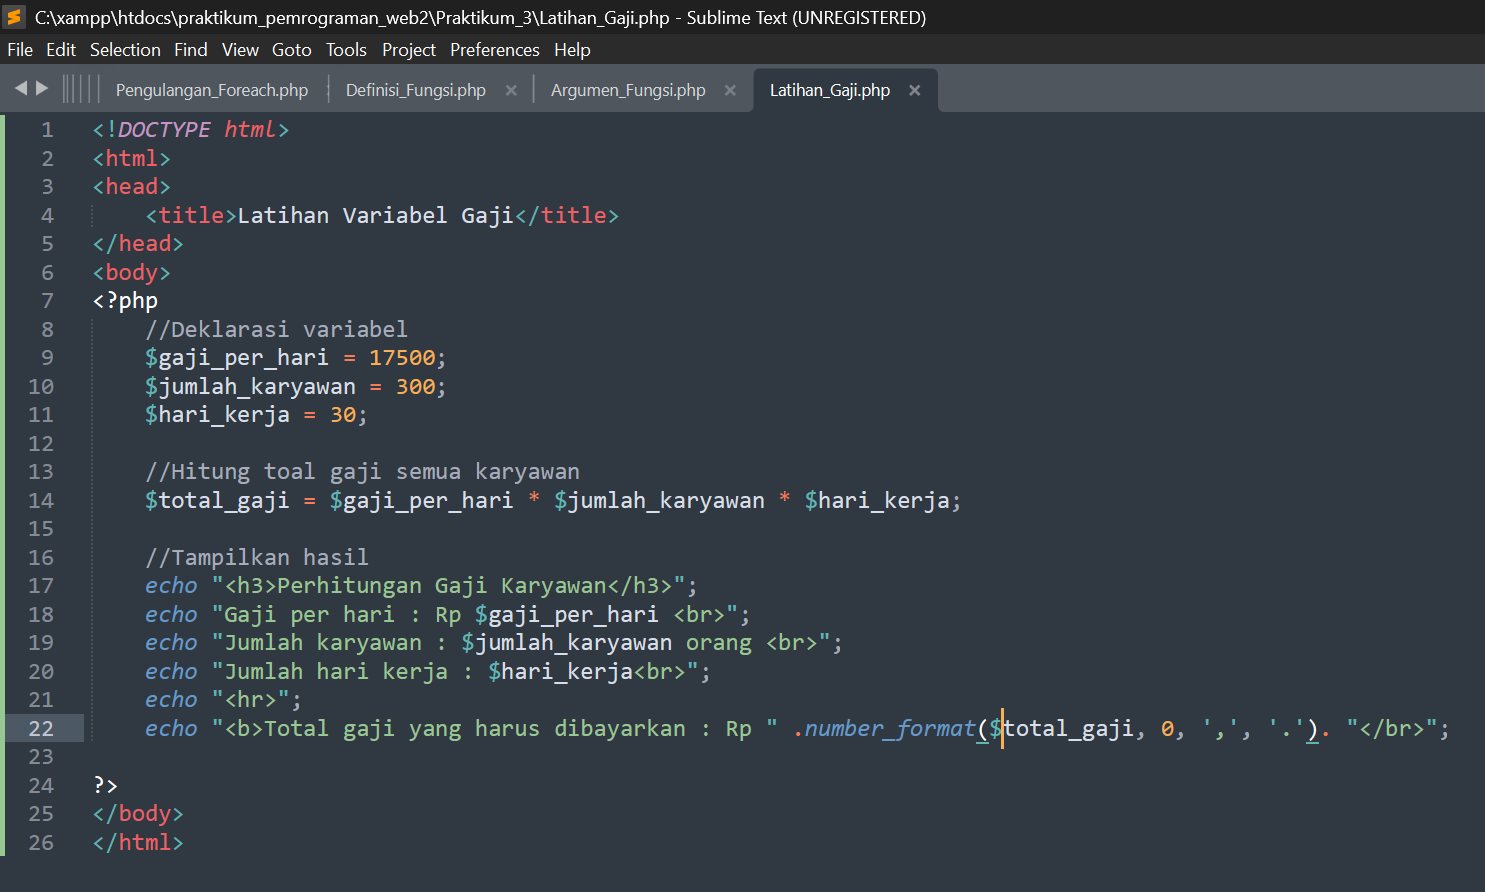 C:\xampp\htdocs\praktikum_pemrograman_web2\Praktikum_3\Latihan_Gaji.php - Sublime Text (UNREGISTERED)
File Edit Selection Find View Goto Tools Project Preferences Help
Pengulangan_Foreach.php Definisi_Fungsi.php × Argumen_Fungsi.php × Latihan_Gaji.php ×
1 <!DOCTYPE html>
2 <html>
3 <head>
4     <title>Latihan Variabel Gaji</title>
5 </head>
6 <body>
7 <?php
8     //Deklarasi variabel
9     $gaji_per_hari = 17500;
10     $jumlah_karyawan = 300;
11     $hari_kerja = 30;
12
13     //Hitung toal gaji semua karyawan
14     $total_gaji = $gaji_per_hari * $jumlah_karyawan * $hari_kerja;
15
16     //Tampilkan hasil
17     echo "<h3>Perhitungan Gaji Karyawan</h3>";
18     echo "Gaji per hari : Rp $gaji_per_hari <br>";
19     echo "Jumlah karyawan : $jumlah_karyawan orang <br>";
20     echo "Jumlah hari kerja : $hari_kerja<br>";
21     echo "<hr>";
22     echo "<b>Total gaji yang harus dibayarkan : Rp " .number_format($total_gaji, 0, ',', '.'). "</br>";
23
24 ?>
25 </body>
26 </html>